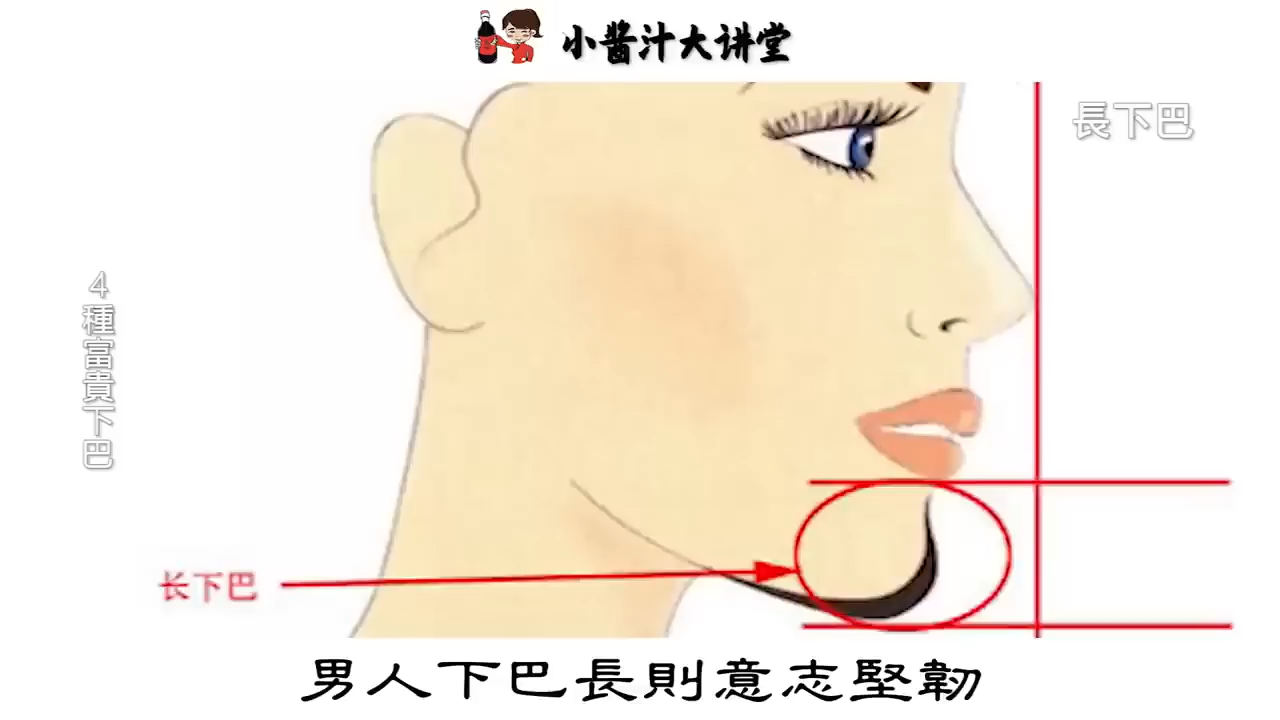 小酱汁大讲堂
長下巴
4種富貴下巴
长下巴
男人下巴長則意志堅韌